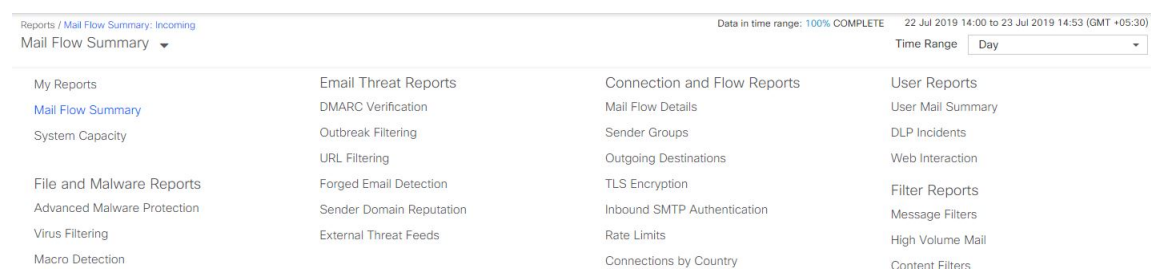 Reports / Mail Flow Summary: Incoming
Data in time range: 100% COMPLETE 22 Jul 2019 14:00 to 23 Jul 2019 14:53 (GMT +05:30)
Mail Flow Summary
Time Range Day
My Reports
Mail Flow Summary
System Capacity
File and Malware Reports
Advanced Malware Protection
Virus Filtering
Macro Detection
Email Threat Reports
DMARC Verification
Outbreak Filtering
URL Filtering
Forged Email Detection
Sender Domain Reputation
External Threat Feeds
Connection and Flow Reports
Mail Flow Details
Sender Groups
Outgoing Destinations
TLS Encryption
Inbound SMTP Authentication
Rate Limits
Connections by Country
User Reports
User Mail Summary
DLP Incidents
Web Interaction
Filter Reports
Message Filters
High Volume Mail
Content Filters